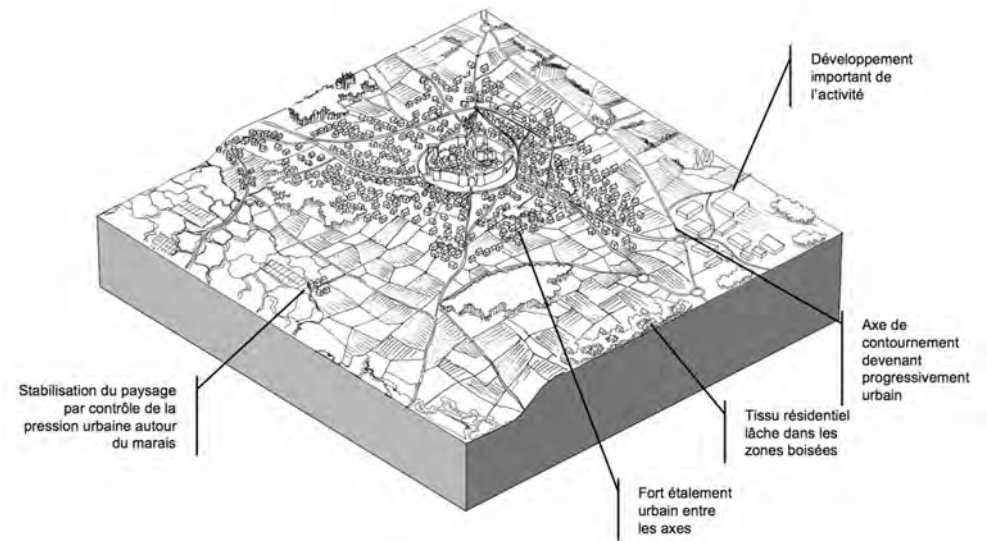 Développement
important de
l'activité
Axe de
contournement
devenant
progressivement
urbain
Stabilisation du paysage
par contrôle de la
pression urbaine autour
du marais
Tissu résidentiel
lâche dans les
zones boisées
Fort étalement
urbain entre
les axes